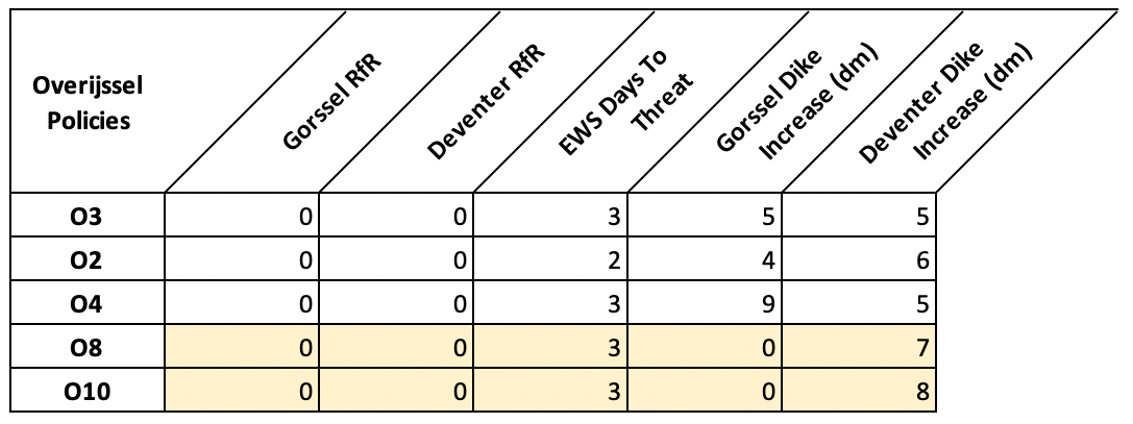 Overijssel
Policies
Gorssel RfR
Deventer RfR
EWS Days To
Threat
Gorssel Dike
Increase (dm)
Deventer Dike
Increase (dm)
O3 0 0 3 5 5
O2 0 0 2 4 6
O4 0 0 3 9 5
O8 0 0 3 0 7
O10 0 0 3 0 8